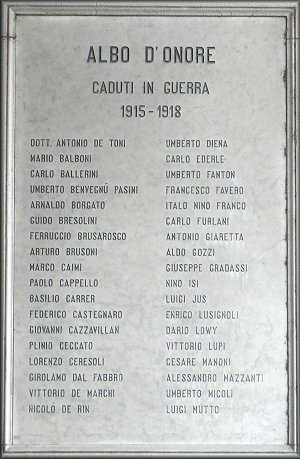 ALBO D'ONORE
CADUTI IN GUERRA
1915-1918
DOTT. ANTONIO DE TONI
MARIO BALBONI
CARLO BALLERINI
UMBERTO BENVEGNÙ PASINI
ARNALDO BORGATO
GUIDO BRESOLINI
FERRUCCIO BRUSAROSCO
ARTURO BRUSONI
MARCO CAIMI
PAOLO CAPPELLO
BASILIO CARRER
FEDERICO CASTEGNARO
GIOVANNI CAZZAVILLAN
PLINIO CECCATO
LORENZO CERESOLI
GIROLAMO DAL FABBRO
VITTORIO DE MARCHI
NICOLÒ DE RIN
UMBERTO DIENA
CARLO EDERLE
UMBERTO FANTON
FRANCESCO FAVERO
ITALO NINO FRANCO
CARLO FURLANI
ANTONIO GIARETTA
ALDO GOZZI
GIUSEPPE GRADASSI
NINO ISI
LUIGI JUS
ENRICO LUSIGNOLI
DARIO LOWY
VITTORIO LUPI
CESARE MANONI
ALESSANDRO MAZZANTI
UMBERTO MICOLI
LUIGI MUTTO